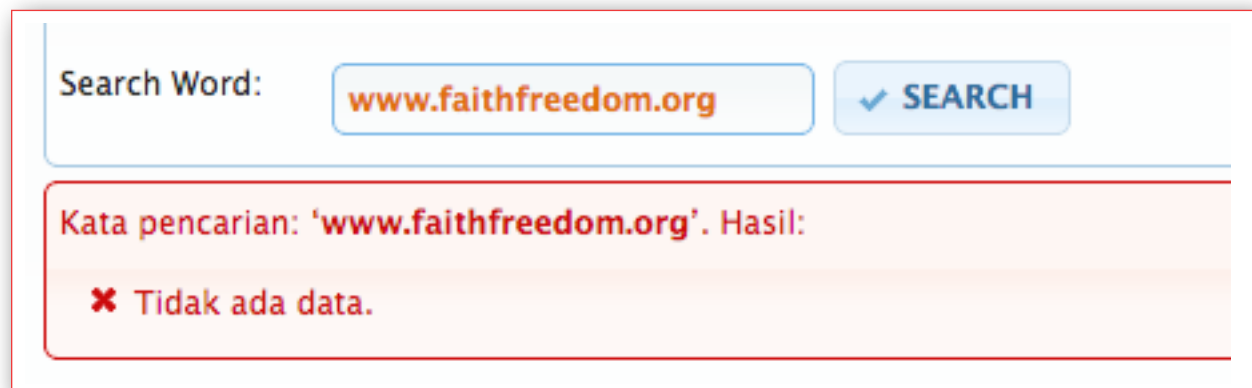 Search Word: www.faithfreedom.org SEARCH
Kata pencarian: ‘www.faithfreedom.org’. Hasil:
Tidak ada data.